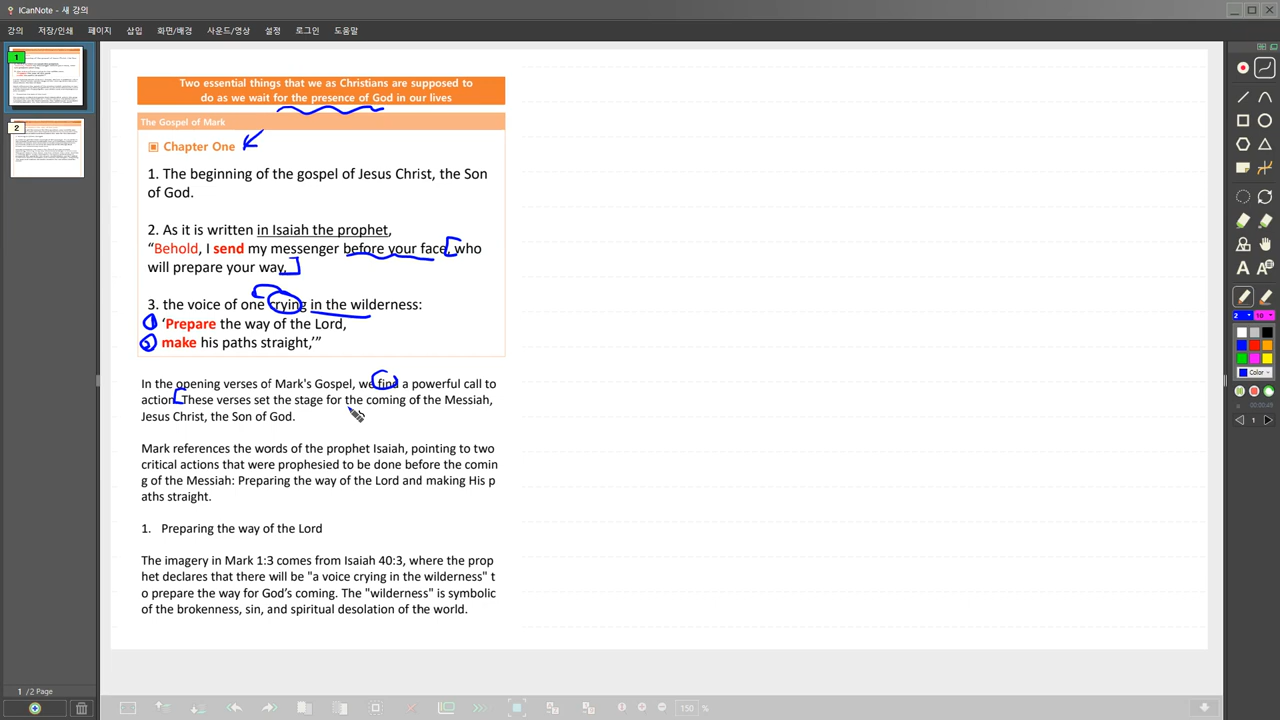 ICanNote - 새 강의
강의 저장/인쇄 페이지 삽입 화면/배경 사운드/영상 설정 로그인 도움말
1
2
Two essential things that we as Christians are supposed to
do as we wait for the presence of God in our lives
The Gospel of Mark
Chapter One
1. The beginning of the gospel of Jesus Christ, the Son
of God.
2. As it is written in Isaiah the prophet,
“Behold, I send my messenger before your face, who
will prepare your way,
3. the voice of one crying in the wilderness:
‘Prepare the way of the Lord,
make his paths straight,’”
In the opening verses of Mark's Gospel, we find a powerful call to
action. These verses set the stage for the coming of the Messiah,
Jesus Christ, the Son of God.
Mark references the words of the prophet Isaiah, pointing to two
critical actions that were prophesied to be done before the comin
g of the Messiah: Preparing the way of the Lord and making His p
aths straight.
1. Preparing the way of the Lord
The imagery in Mark 1:3 comes from Isaiah 40:3, where the prop
het declares that there will be "a voice crying in the wilderness" t
o prepare the way for God’s coming. The "wilderness" is symbolic
of the brokenness, sin, and spiritual desolation of the world.
2 10
Color
1
1 / 2 Page
150 %